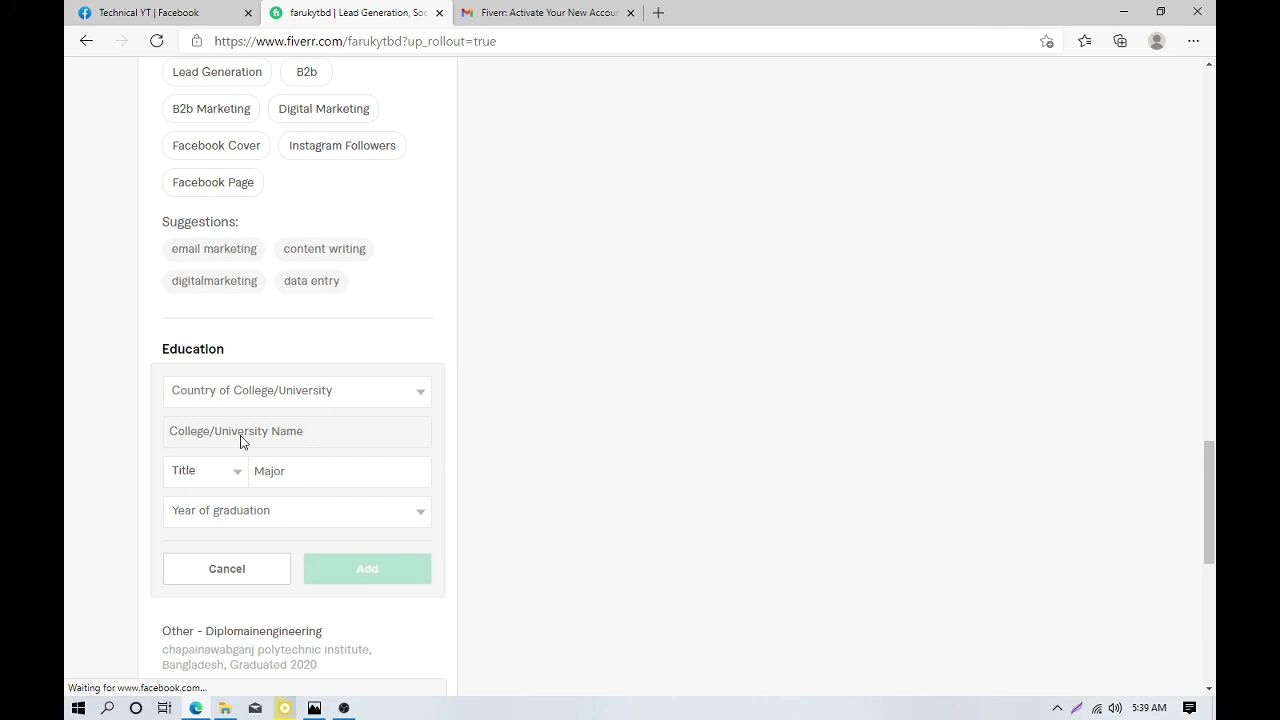 Technical YT | Facebook
farukytbd | Lead Generation, Soc
Fiverr: Activate Your New Accour
https://www.fiverr.com/farukytbd?up_rollout=true
Lead Generation
B2b
B2b Marketing
Digital Marketing
Facebook Cover
Instagram Followers
Facebook Page
Suggestions:
email marketing
content writing
digitalmarketing
data entry
Education
Country of College/University
College/University Name
Title
Major
Year of graduation
Cancel
Add
Other - Diplomainengineering
chapainawabganj polytechnic institute,
Bangladesh, Graduated 2020
Waiting for www.facebook.com...
5:39 AM